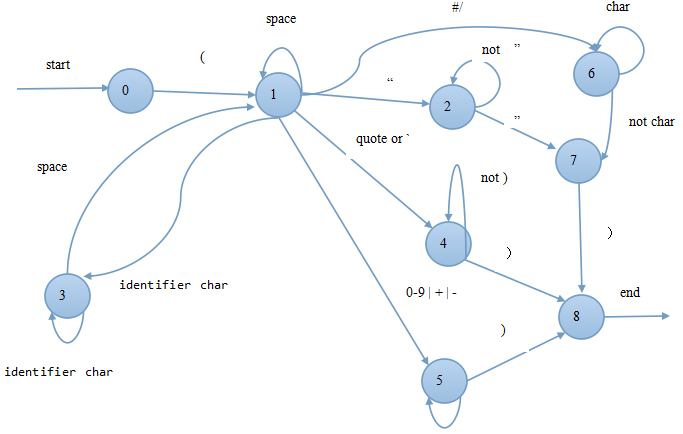 #/
char
space
(
start
not ”
6
0
1
“
2
”
not char
quote or `
7
space
not )
)
4
)
identifier char
0-9 | + | -
end
3
8
)
identifier char
5